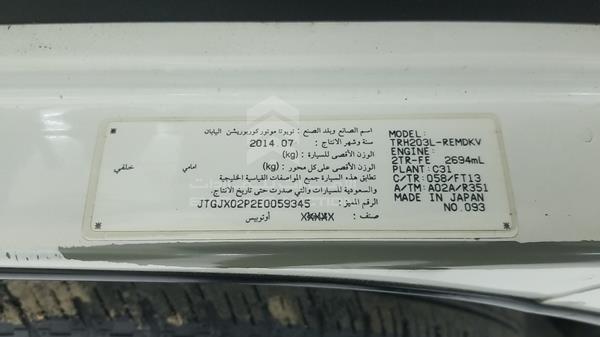 اسم الصانع وبلد الصنع : تويوتا موتور كوربوريشن اليابان
سنة وشهر الانتاج: 2014.07
الوزن الأقصى للسيارة: (kg)
الوزن الأقصى على كل محور: (kg) امامي خلفي
تطابق هذه السيارة جميع المواصفات القياسية الخليجية
والسعودية للسيارات والتي صدرت حتى تاريخ الانتاج.
الرقم المميز: JTGJX02P2E0059345
صنف: أوتوبيس
MODEL:
TRH203L-REMDKV
ENGINE:
2TR-FE 2694mL
PLANT: C31
C/TR: 058/FT13
A/TM: A02A/R351
MADE IN JAPAN
NO.093